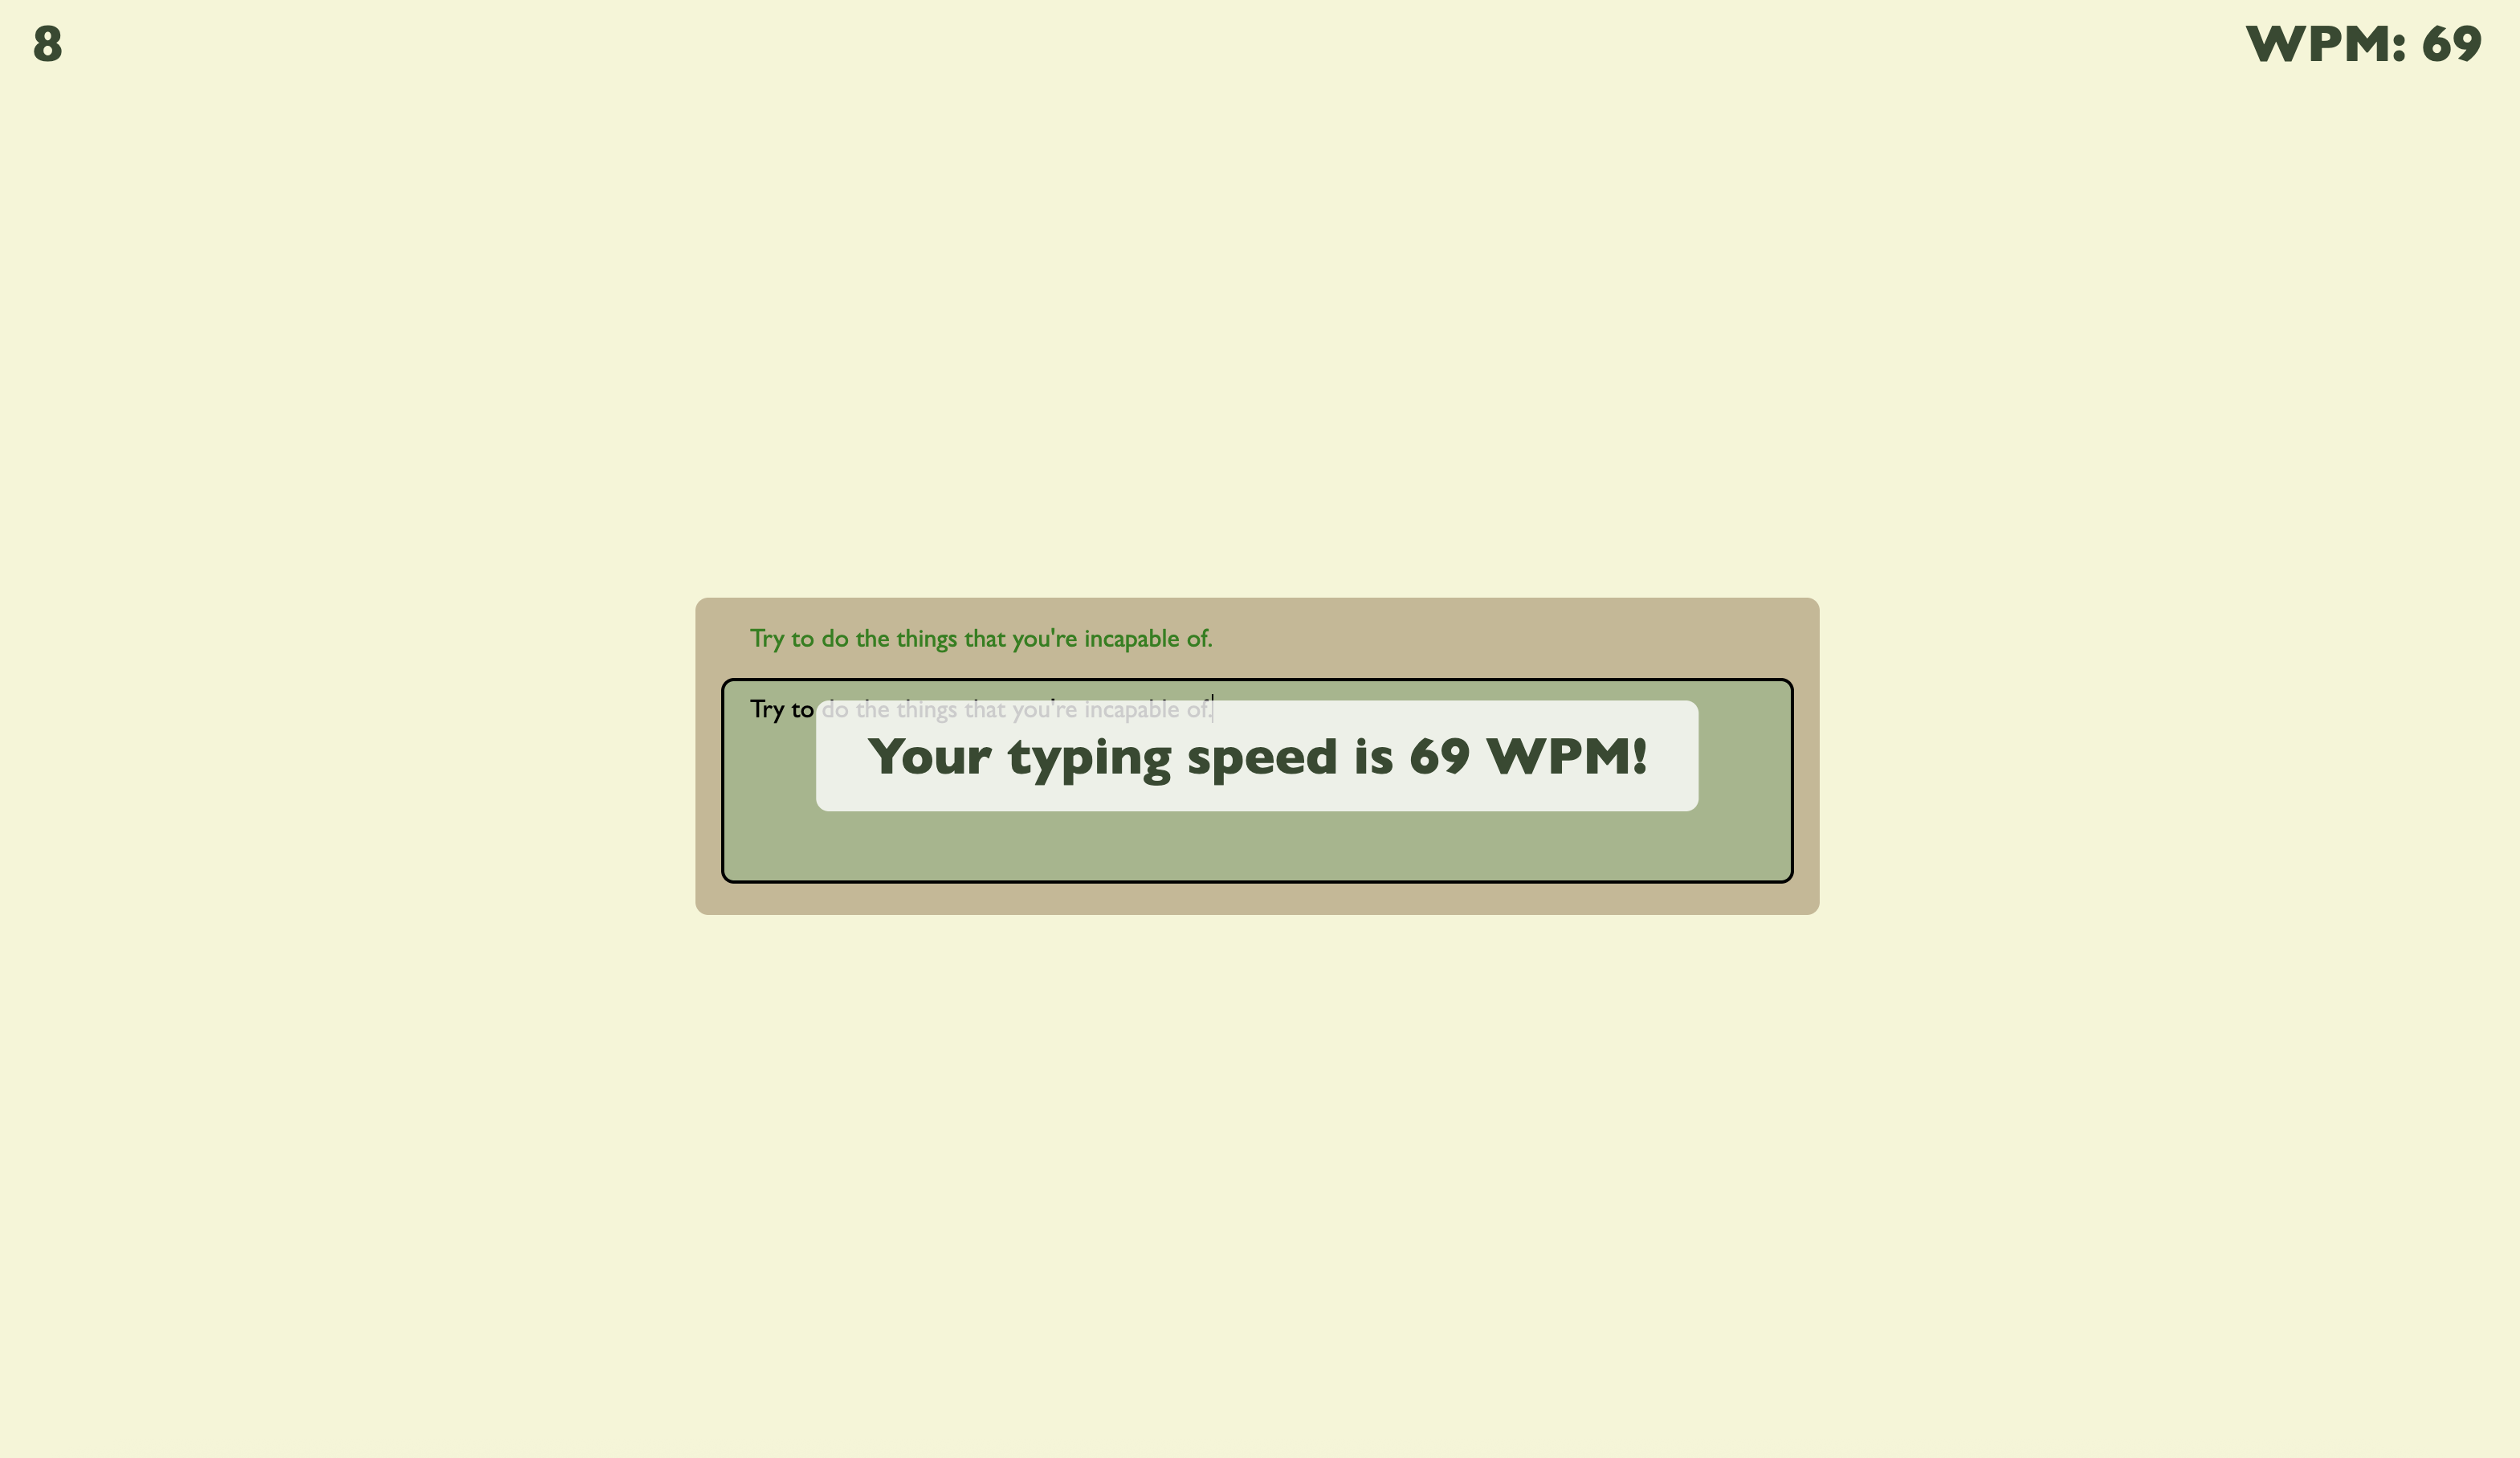 8
WPM: 69
Try to do the things that you're incapable of.
Try to do the things that you're incapable of.
Your typing speed is 69 WPM!